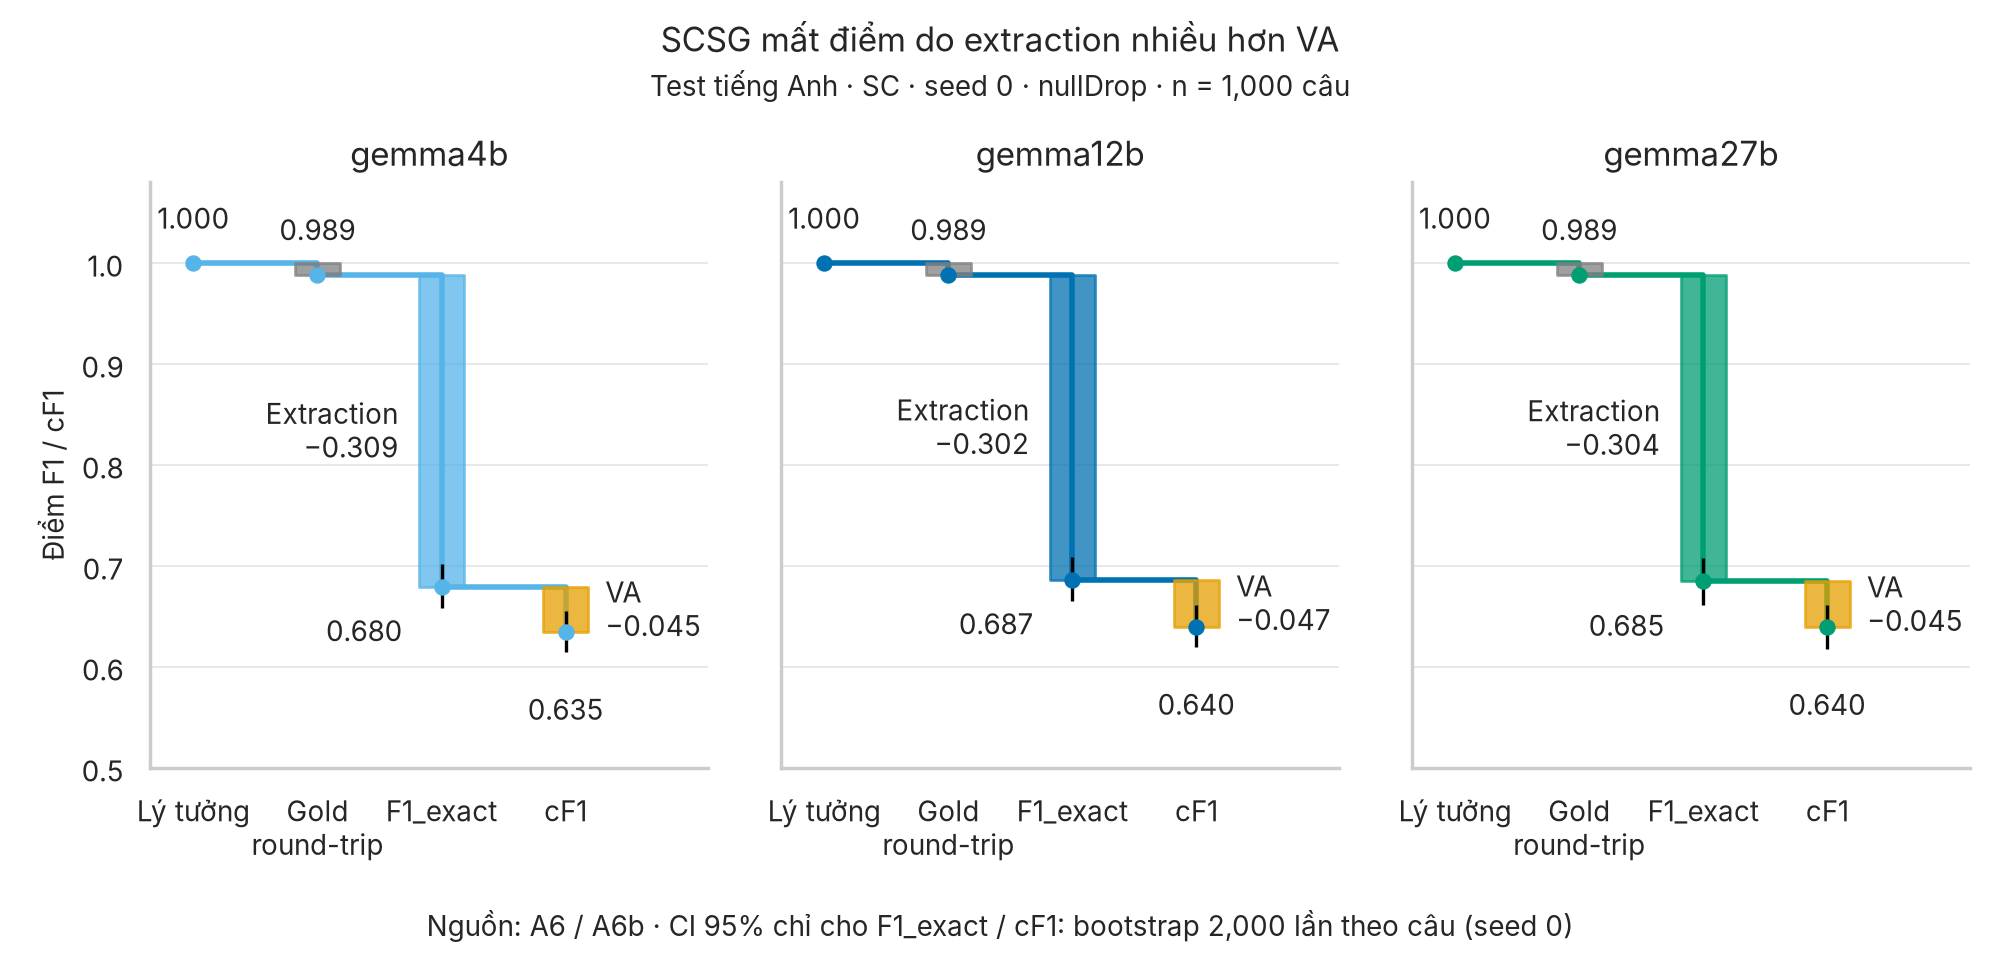 SCSG mất điểm do extraction nhiều hơn VA
Test tiếng Anh · SC · seed 0 · nullDrop · n = 1,000 câu
gemma4b
1.000
0.989
Extraction
−0.309
0.680
VA
−0.045
0.635
Điểm F1 / cF1
1.0
0.9
0.8
0.7
0.6
0.5
Lý tưởng
Gold
round-trip
F1_exact
cF1
gemma12b
1.000
0.989
Extraction
−0.302
0.687
VA
−0.047
0.640
Lý tưởng
Gold
round-trip
F1_exact
cF1
gemma27b
1.000
0.989
Extraction
−0.304
0.685
VA
−0.045
0.640
Lý tưởng
Gold
round-trip
F1_exact
cF1
Nguồn: A6 / A6b · CI 95% chỉ cho F1_exact / cF1: bootstrap 2,000 lần theo câu (seed 0)